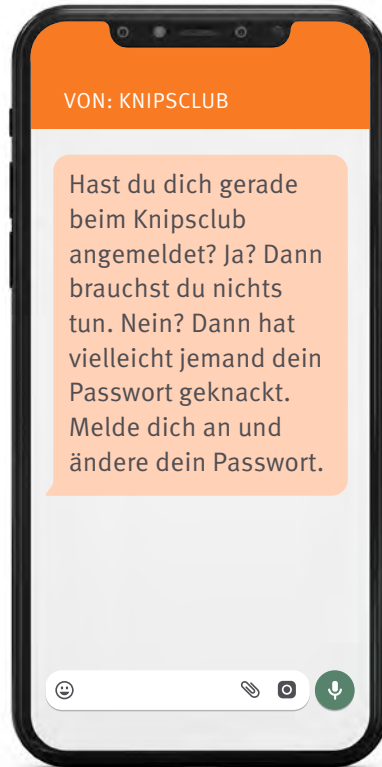 VON: KNIPSCLUB
Hast du dich gerade
beim Knipsclub
angemeldet? Ja? Dann
brauchst du nichts
tun. Nein? Dann hat
vielleicht jemand dein
Passwort geknackt.
Melde dich an und
ändere dein Passwort.